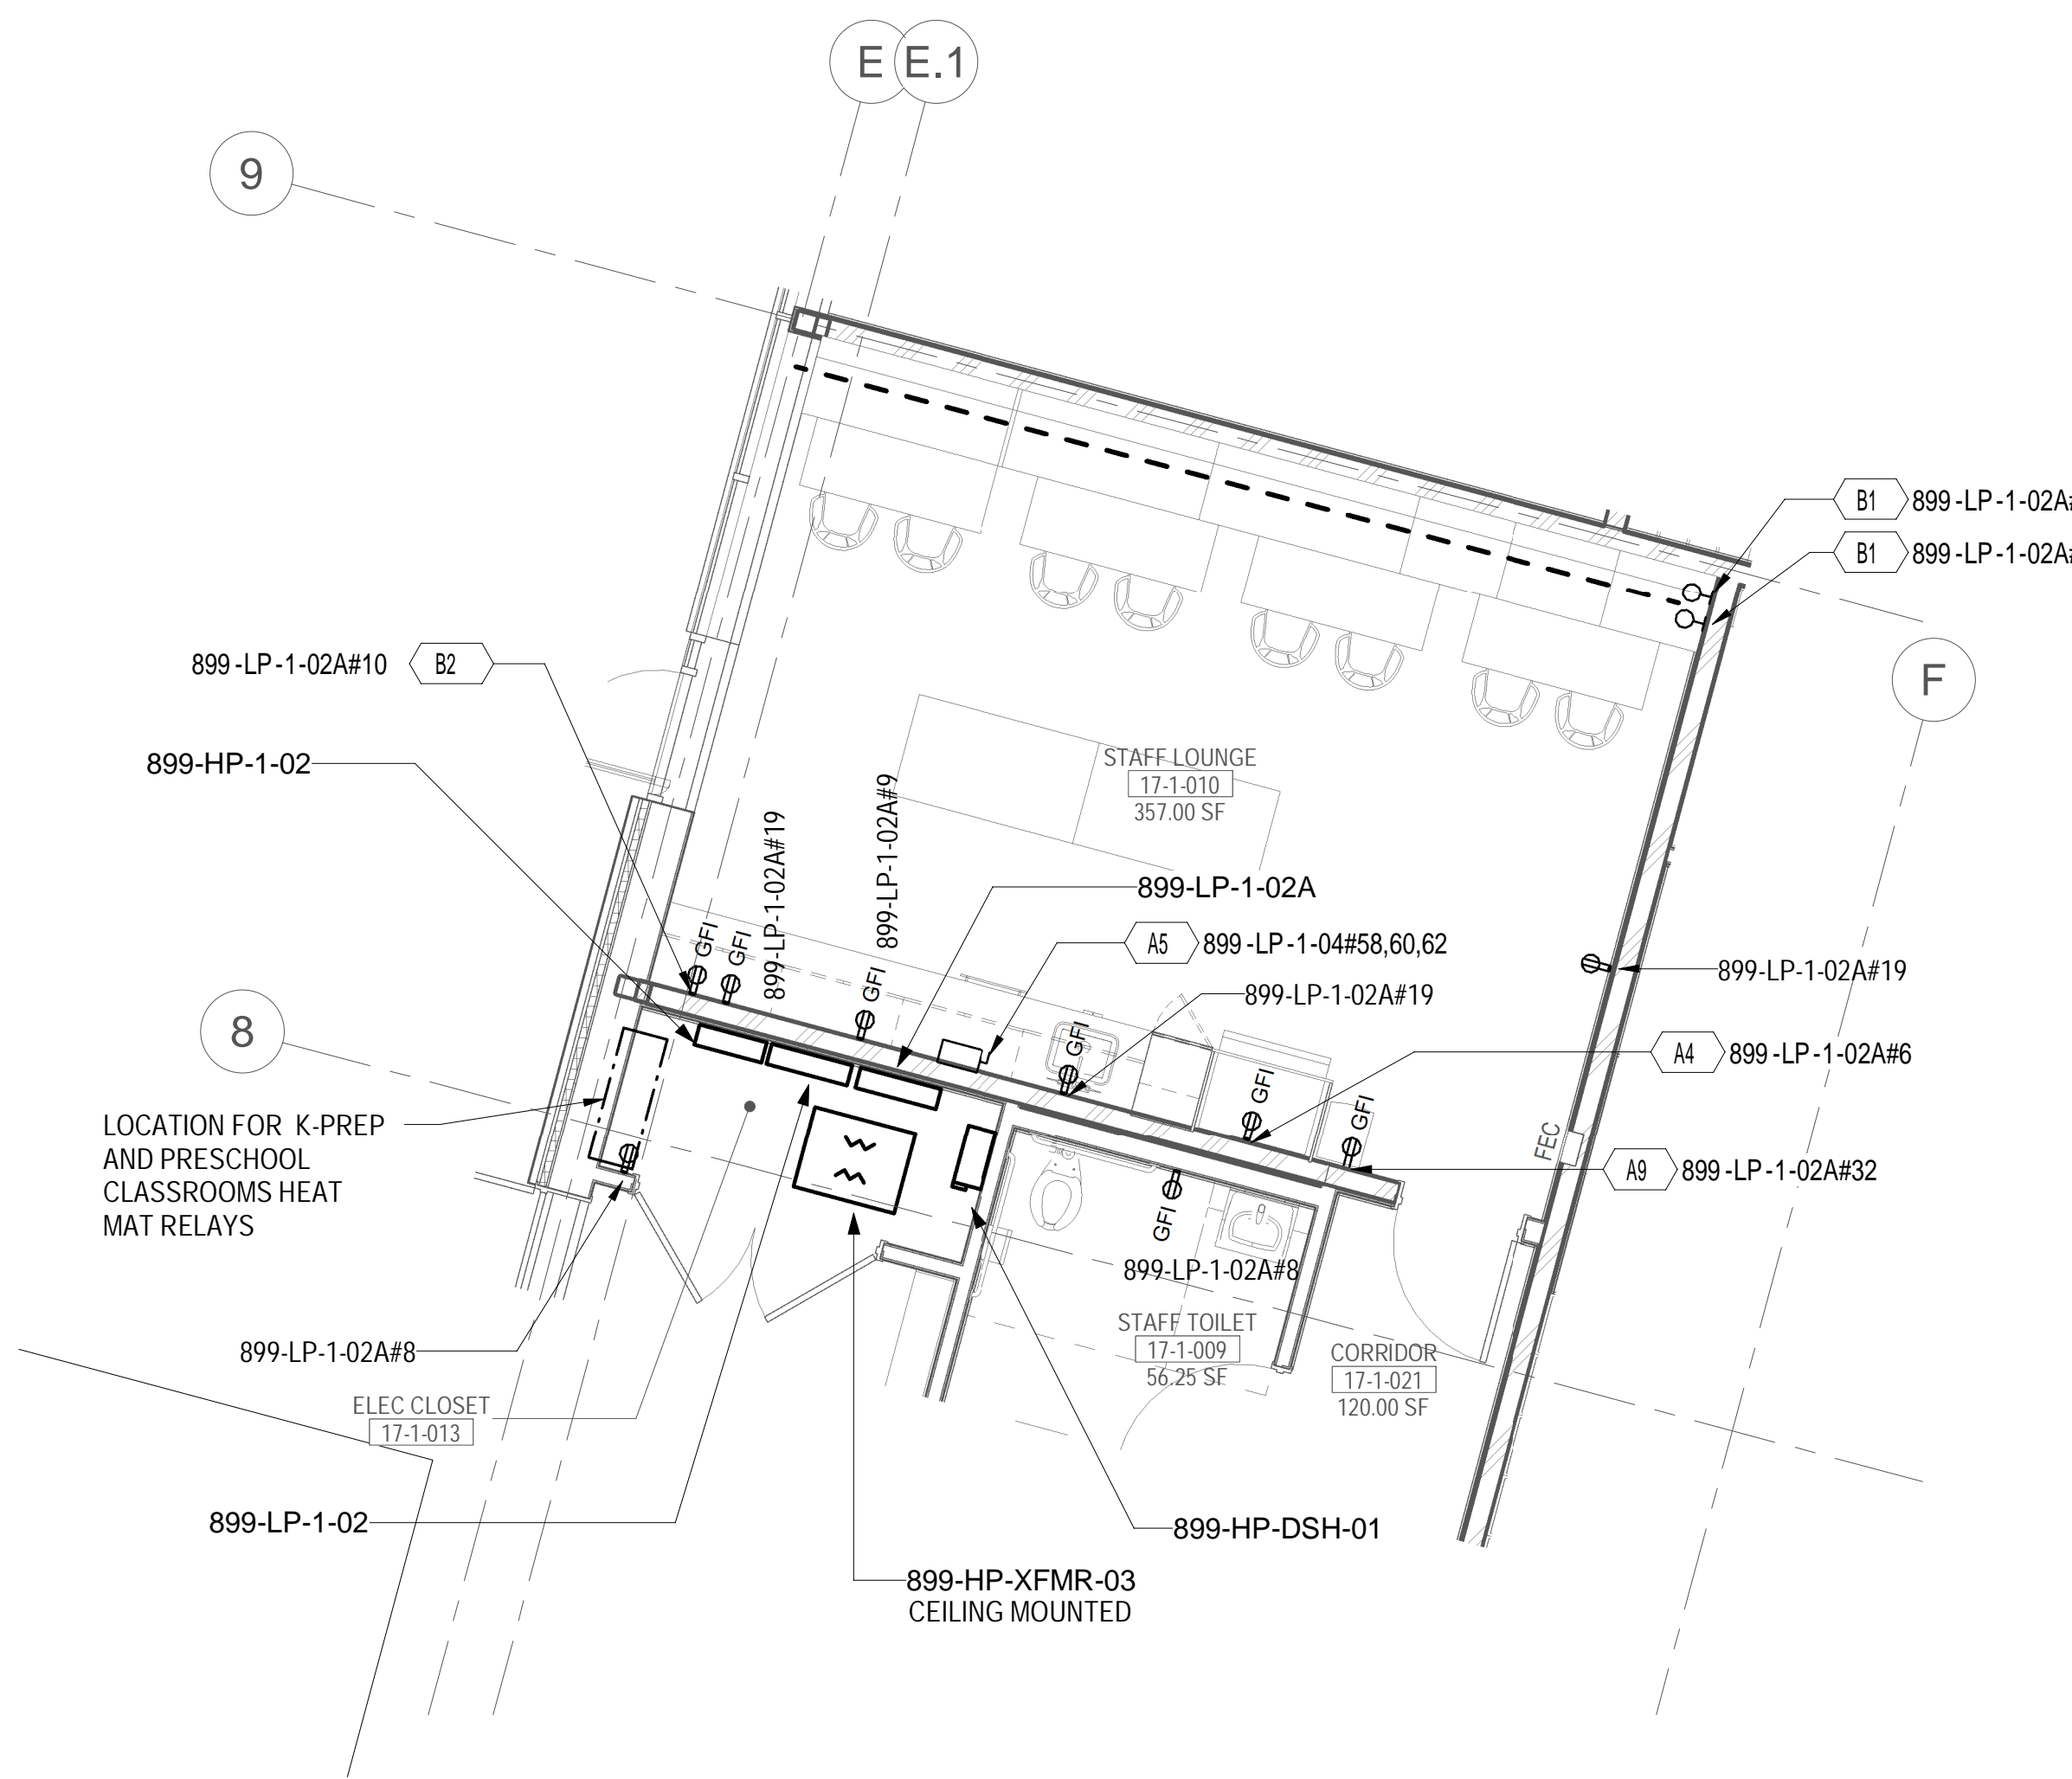 E
E.1
9
B1
899-LP-1-02A#
B1
899-LP-1-02A#
899-LP-1-02A#10
B2
F
899-HP-1-02
STAFF LOUNGE
17-1-010
357.00 SF
899-LP-1-02A#19
899-LP-1-02A#9
899-LP-1-02A
A5
899-LP-1-04#58,60,62
GFI
GFI
GFI
899-LP-1-02A#19
899-LP-1-02A#19
8
GFI
A4
899-LP-1-02A#6
GFI
GFI
LOCATION FOR K-PREP
AND PRESCHOOL
CLASSROOMS HEAT
MAT RELAYS
FEC
A9
899-LP-1-02A#32
GFI
899-LP-1-02A#8
STAFF TOILET
17-1-009
56.25 SF
CORRIDOR
17-1-021
120.00 SF
899-LP-1-02A#8
ELEC CLOSET
17-1-013
899-LP-1-02
899-HP-DSH-01
899-HP-XFMR-03
CEILING MOUNTED